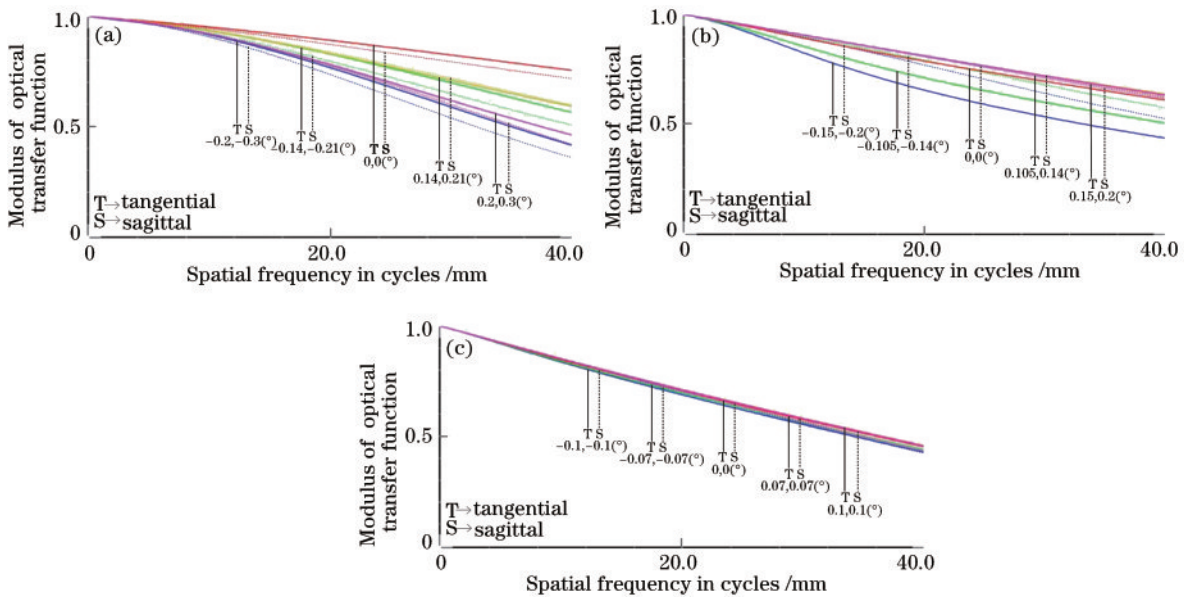 1.0
(a)
Modulus of optical
transfer function
0.5
T S
-0.2,-0.3(°)
T S
-0.14,-0.21(°)
T S
0,0(°)
T S
0.14,0.21(°)
T S
0.2,0.3(°)
T→tangential
S→sagittal
0
0
20.0
40.0
Spatial frequency in cycles /mm
1.0
(b)
Modulus of optical
transfer function
0.5
T S
-0.15,-0.2(°)
T S
-0.105,-0.14(°)
T S
0,0(°)
T S
0.105,0.14(°)
T S
0.15,0.2(°)
T→tangential
S→sagittal
0
0
20.0
40.0
Spatial frequency in cycles /mm
1.0
(c)
Modulus of optical
transfer function
0.5
T S
-0.1,-0.1(°)
T S
-0.07,-0.07(°)
T S
0,0(°)
T S
0.07,0.07(°)
T S
0.1,0.1(°)
T→tangential
S→sagittal
0
0
20.0
40.0
Spatial frequency in cycles /mm